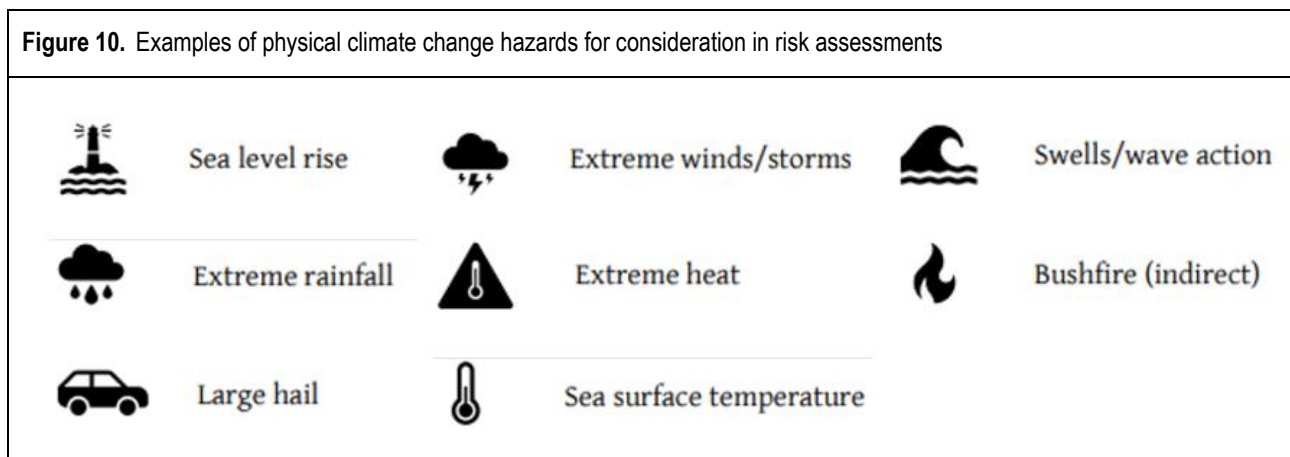 Figure 10. Examples of physical climate change hazards for consideration in risk assessments
Sea level rise
Extreme winds/storms
Swells/wave action
Extreme rainfall
Extreme heat
Bushfire (indirect)
Large hail
Sea surface temperature